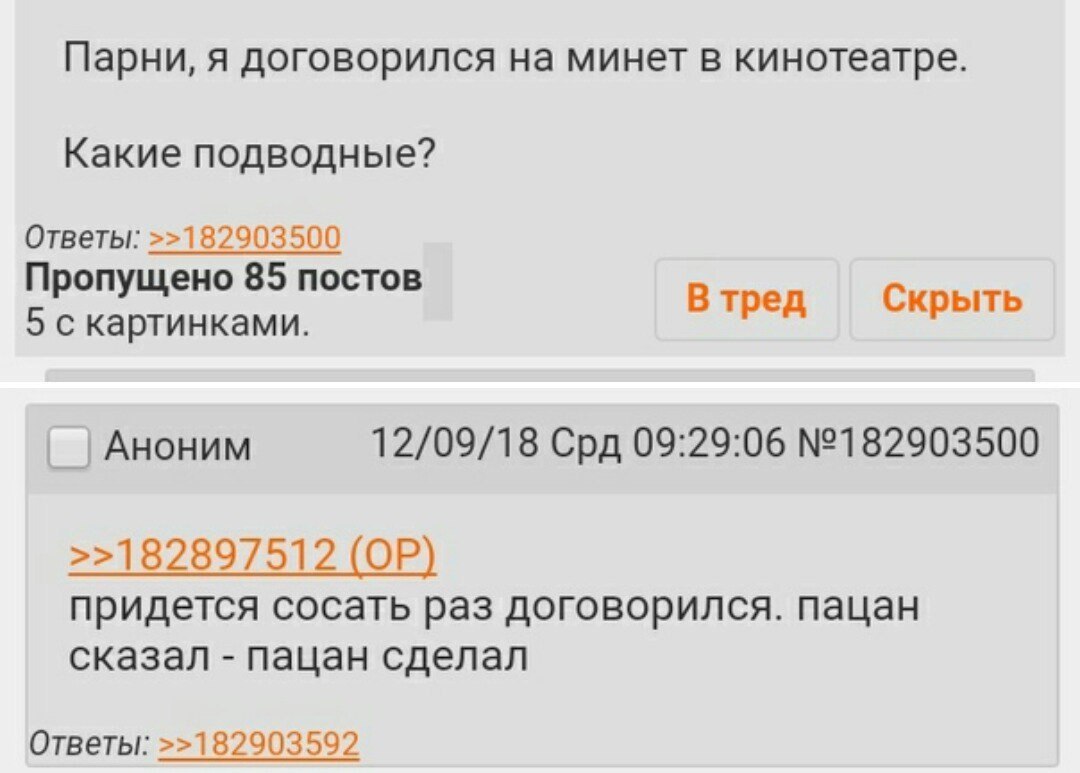 Парни, я договорился на минет в кинотеатре.
Какие подводные?
Ответы: >>182903500
Пропущено 85 постов
5 с картинками.
В тред
Скрыть
Аноним 12/09/18 Срд 09:29:06 №182903500
>>182897512 (OP)
придется сосать раз договорился. пацан
сказал - пацан сделал
Ответы: >>182903592